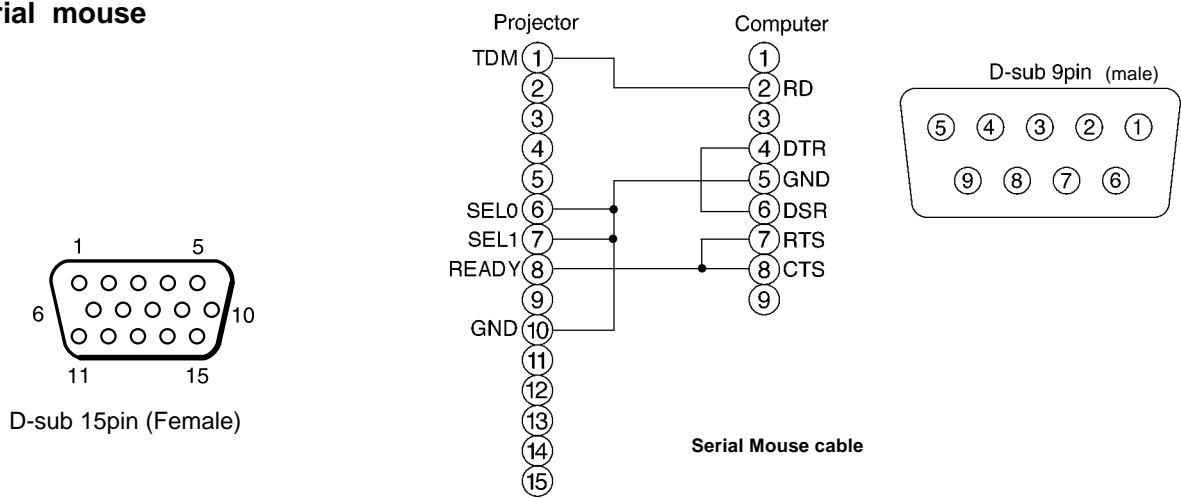 rial mouse
Projector Computer
TDM 1 1
2 2 RD
3 3
4 4 DTR
5 5 GND
SEL0 6 6 DSR
SEL1 7 7 RTS
READY 8 8 CTS
9 9
GND 10
11
12
13
14
15
Serial Mouse cable
D-sub 9pin (male)
5 4 3 2 1
9 8 7 6
1 5
6 10
11 15
D-sub 15pin (Female)